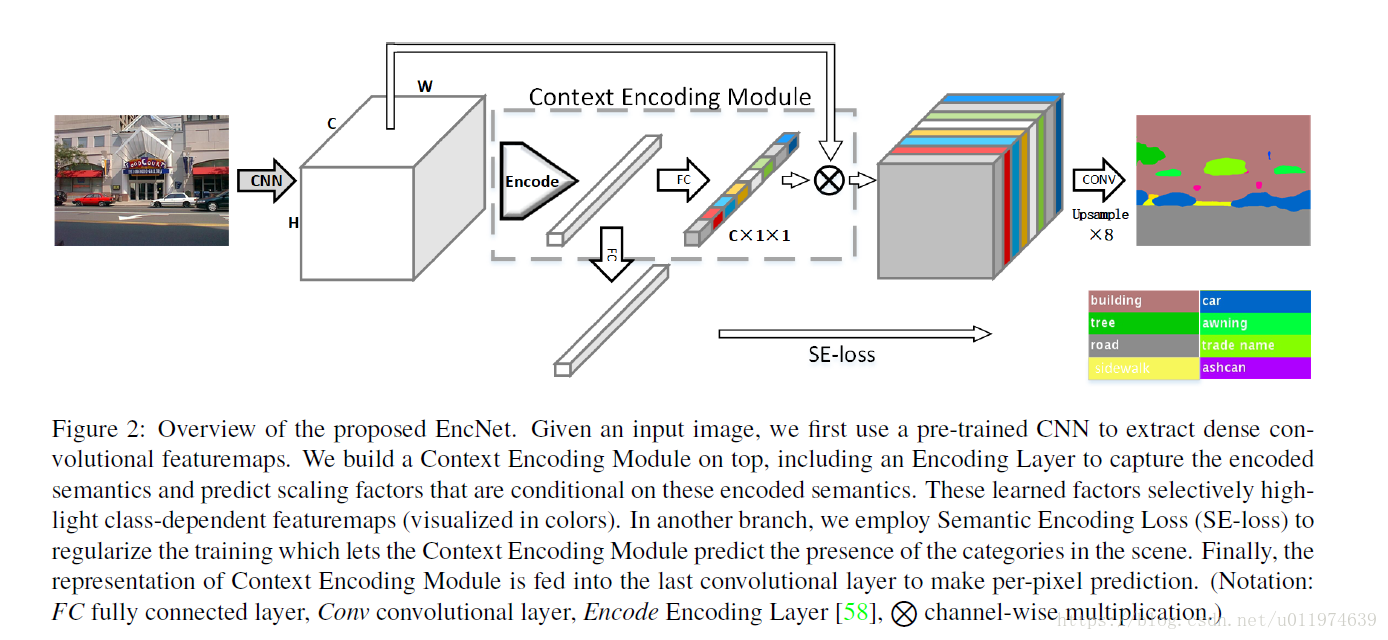 W
Context Encoding Module
C
CNN
Encode
FC
CONV
H
C×1×1
Upsample
×8
FC
SE-loss
building car
tree awning
road trade name
sidewalk ashcan
Figure 2: Overview of the proposed EncNet. Given an input image, we first use a pre-trained CNN to extract dense con-
volutional featuremaps. We build a Context Encoding Module on top, including an Encoding Layer to capture the encoded
semantics and predict scaling factors that are conditional on these encoded semantics. These learned factors selectively high-
light class-dependent featuremaps (visualized in colors). In another branch, we employ Semantic Encoding Loss (SE-loss) to
regularize the training which lets the Context Encoding Module predict the presence of the categories in the scene. Finally, the
representation of Context Encoding Module is fed into the last convolutional layer to make per-pixel prediction. (Notation:
FC fully connected layer, Conv convolutional layer, Encode Encoding Layer [58], ⊗ channel-wise multiplication.)
https://blog.csdn.net/u011974639